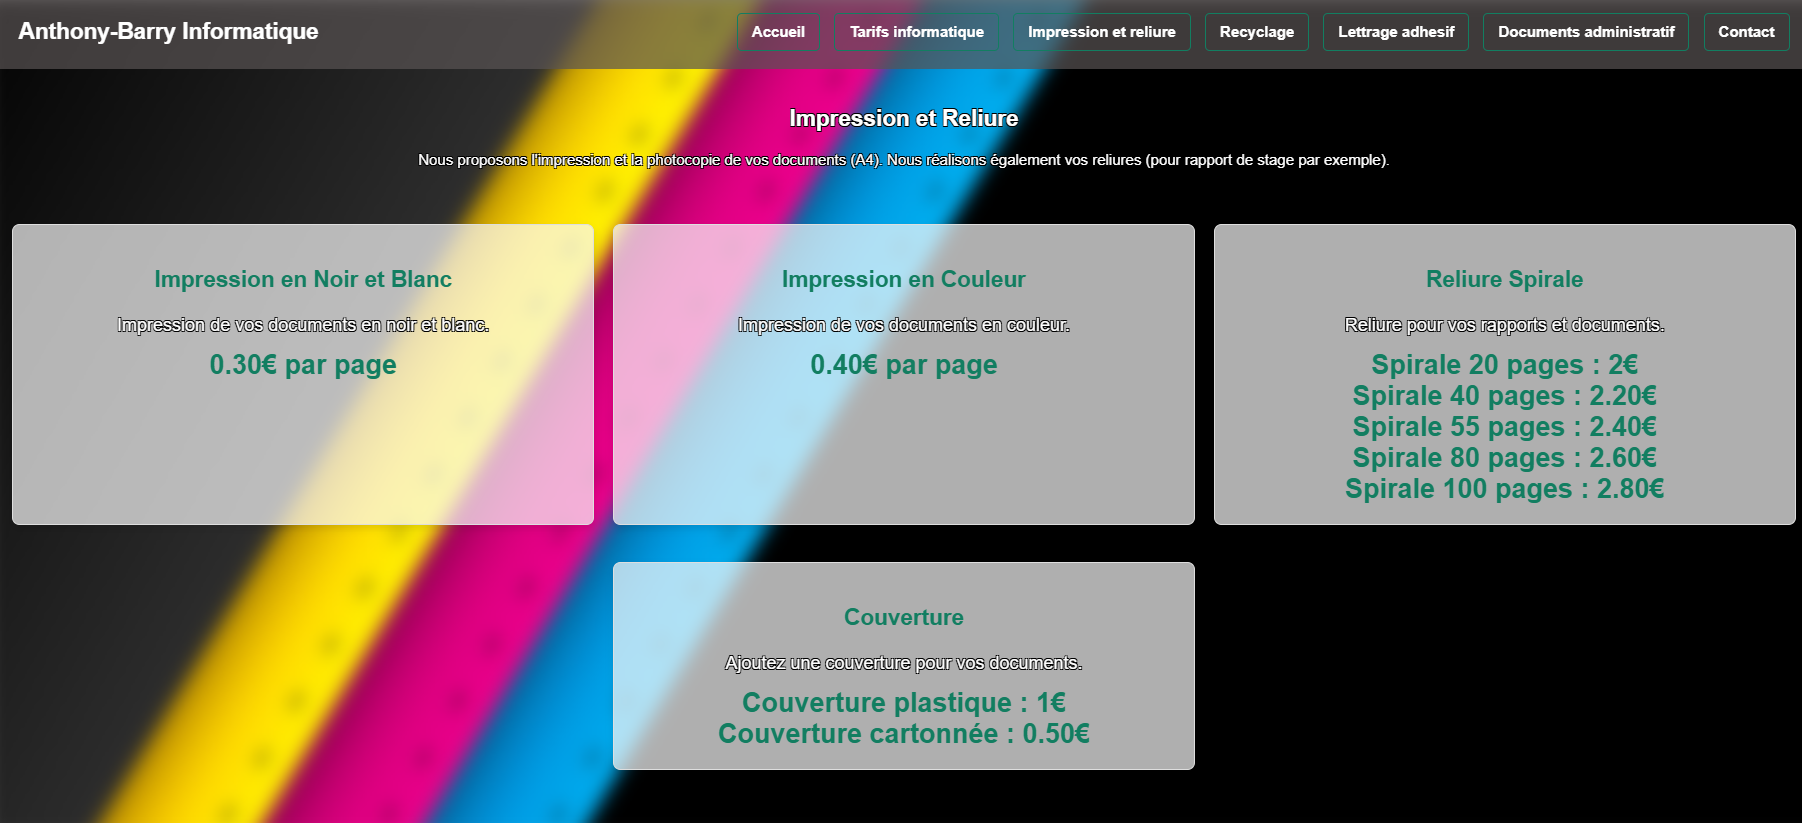 Anthony-Barry Informatique
Accueil
Tarifs informatique
Impression et reliure
Recyclage
Lettrage adhesif
Documents administratif
Contact
Impression et Reliure
Nous proposons l'impression et la photocopie de vos documents (A4). Nous réalisons également vos reliures (pour rapport de stage par exemple).
Impression en Noir et Blanc
Impression de vos documents en noir et blanc.
0.30€ par page
Impression en Couleur
Impression de vos documents en couleur.
0.40€ par page
Reliure Spirale
Reliure pour vos rapports et documents.
Spirale 20 pages : 2€
Spirale 40 pages : 2.20€
Spirale 55 pages : 2.40€
Spirale 80 pages : 2.60€
Spirale 100 pages : 2.80€
Couverture
Ajoutez une couverture pour vos documents.
Couverture plastique : 1€
Couverture cartonnée : 0.50€